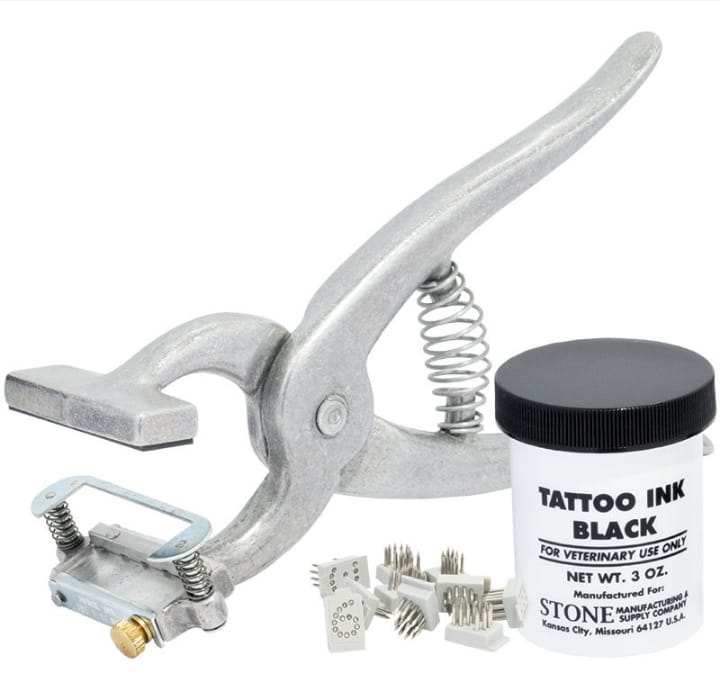 TATTOO INK
BLACK
FOR VETERINARY USE ONLY
NET WT. 3 OZ.
Manufactured For:
STONE MANUFACTURING &
SUPPLY COMPANY
Kansas City, Missouri 64127 U.S.A.